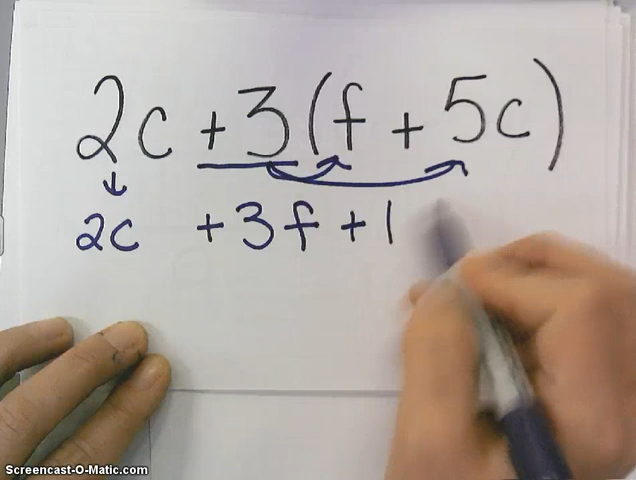 2c + 3(f + 5c)
2c + 3f + 1
Screencast-O-Matic.com